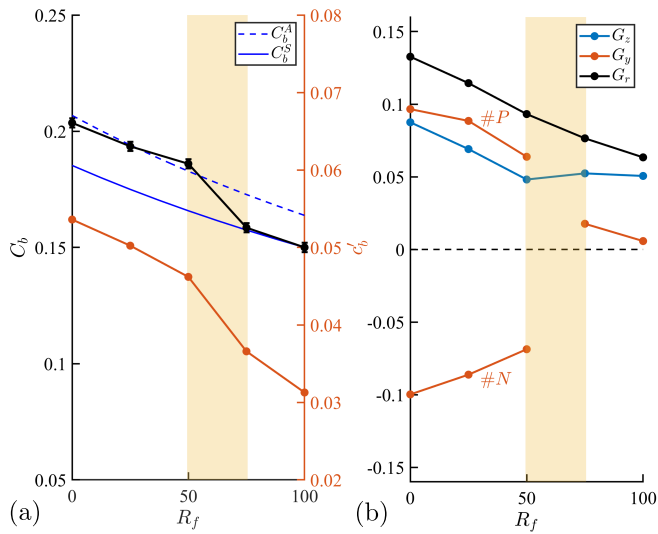 0.25
0.2
0.15
0.1
0.05
C_b
0.08
0.07
0.06
0.05
0.04
0.03
0.02
c_b'
C_b^A
C_b^S
0
50
100
R_f
(a)
0.15
0.1
0.05
0
-0.05
-0.1
-0.15
G_z
G_y
G_r
#P
#N
0
50
100
R_f
(b)